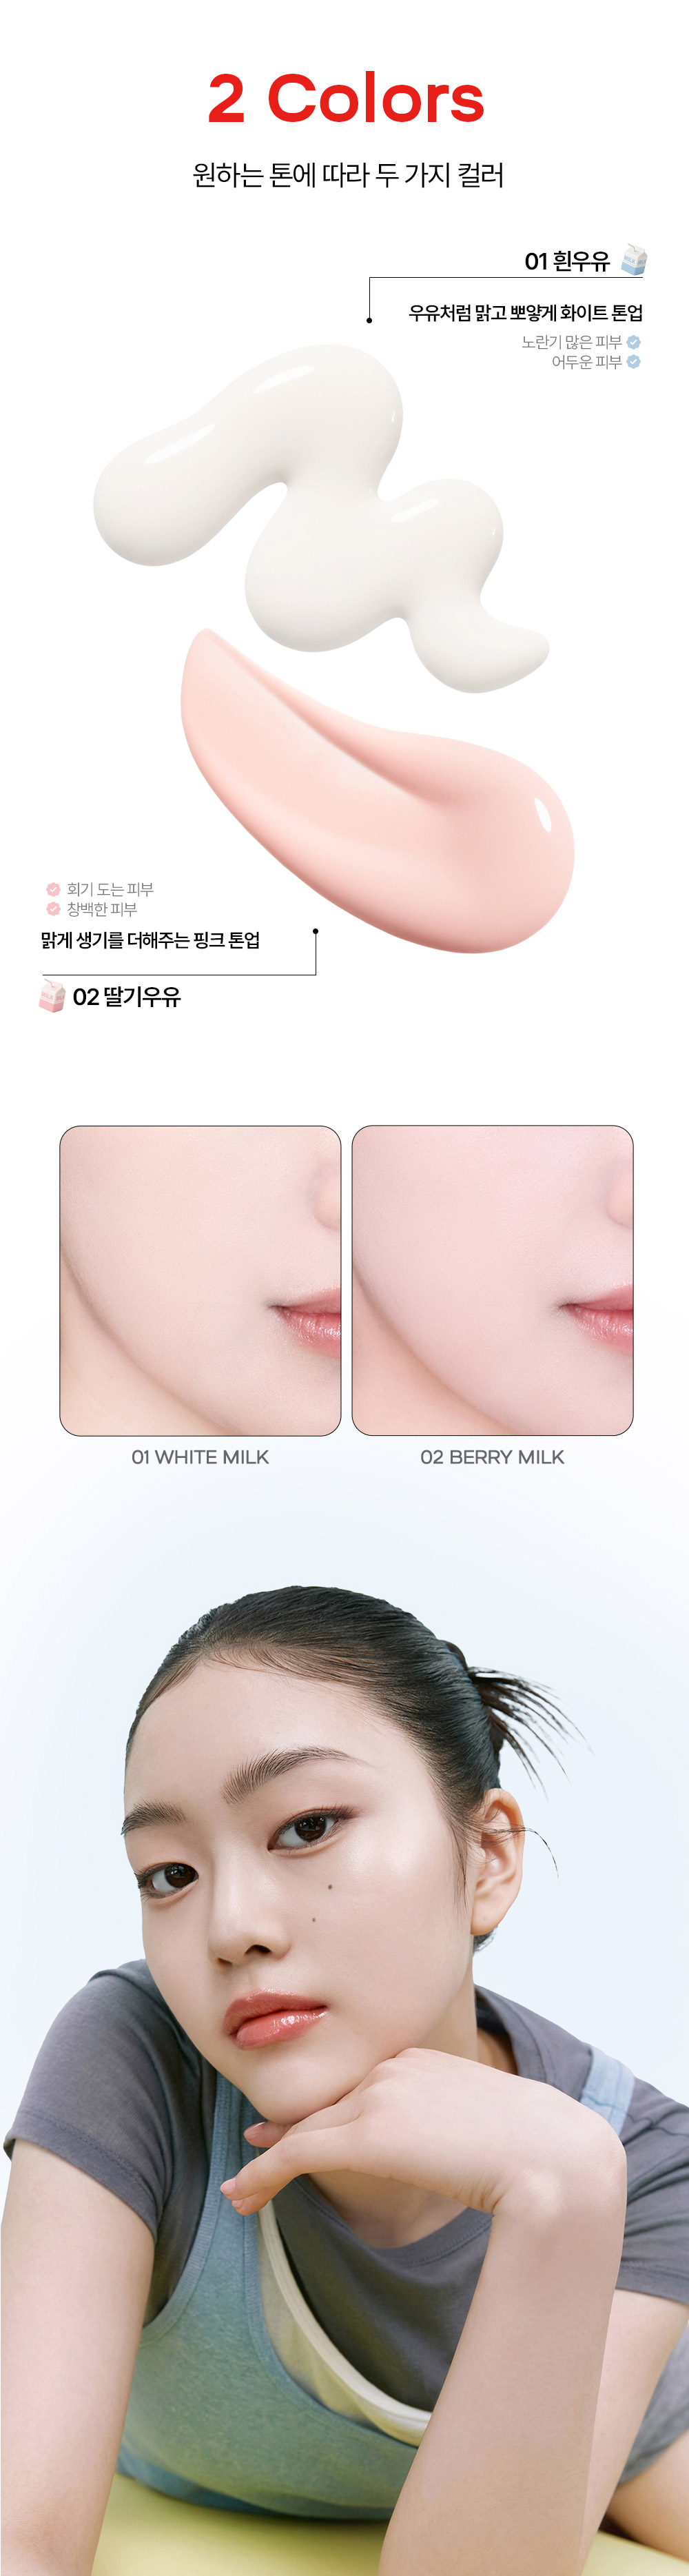 2 Colors
원하는 톤에 따라 두 가지 컬러
01 흰우유
우유처럼 맑고 뽀얗게 화이트 톤업
노란기 많은 피부
어두운 피부
회기 도는 피부
창백한 피부
맑게 생기를 더해주는 핑크 톤업
02 딸기우유
01 WHITE MILK
02 BERRY MILK